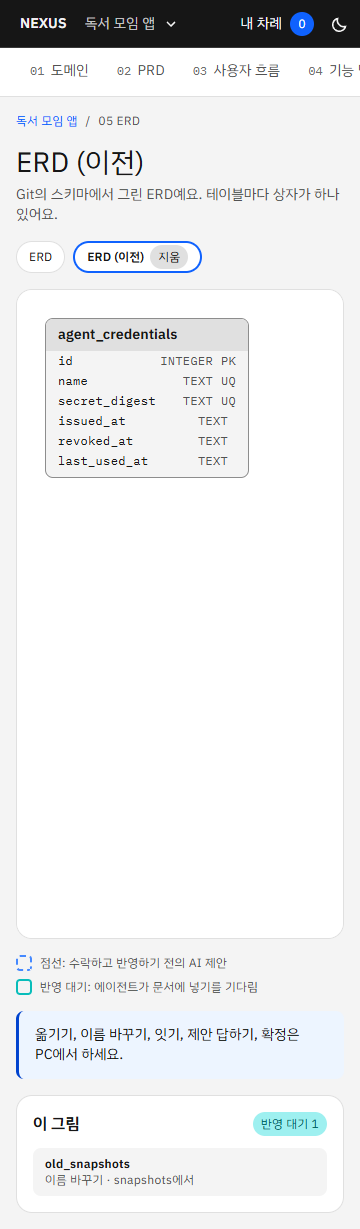 NEXUS 독서 모임 앱 내 차례 0
01 도메인 02 PRD 03 사용자 흐름 04 기능
독서 모임 앱 / 05 ERD
ERD (이전)
Git의 스키마에서 그린 ERD예요. 테이블마다 상자가 하나
있어요.
ERD ERD (이전) 지움
agent_credentials
id INTEGER PK
name TEXT UQ
secret_digest TEXT UQ
issued_at TEXT
revoked_at TEXT
last_used_at TEXT
점선: 수락하고 반영하기 전의 AI 제안
반영 대기: 에이전트가 문서에 넣기를 기다림
옮기기, 이름 바꾸기, 잇기, 제안 답하기, 확정은
PC에서 하세요.
이 그림 반영 대기 1
old_snapshots
이름 바꾸기 · snapshots에서